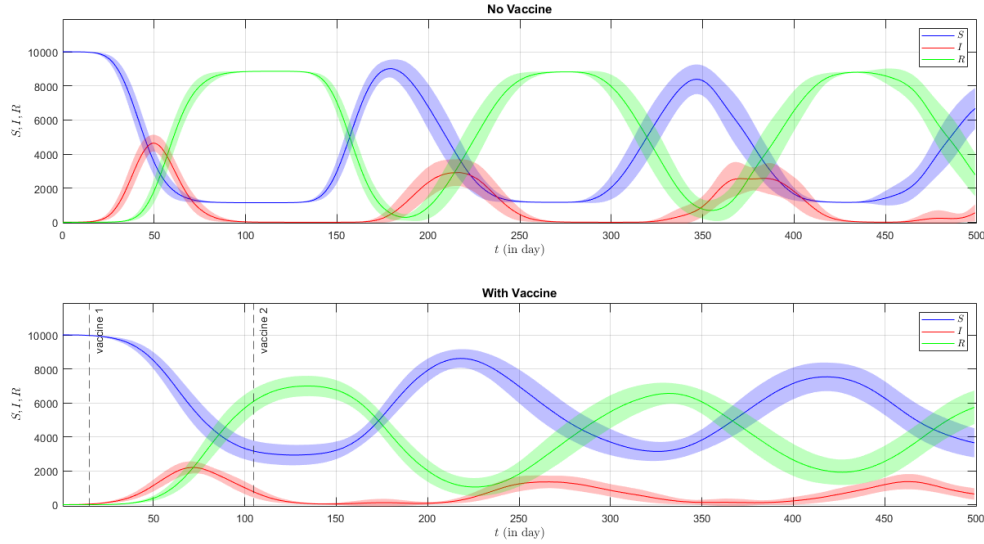 No Vaccine
S, I, R
10000
8000
6000
4000
2000
0
0 50 100 150 200 250 300 350 400 450 500
t (in day)
S
I
R
With Vaccine
S, I, R
10000
8000
6000
4000
2000
0
50 100 150 200 250 300 350 400 450 500
t (in day)
vaccine 1
vaccine 2
S
I
R